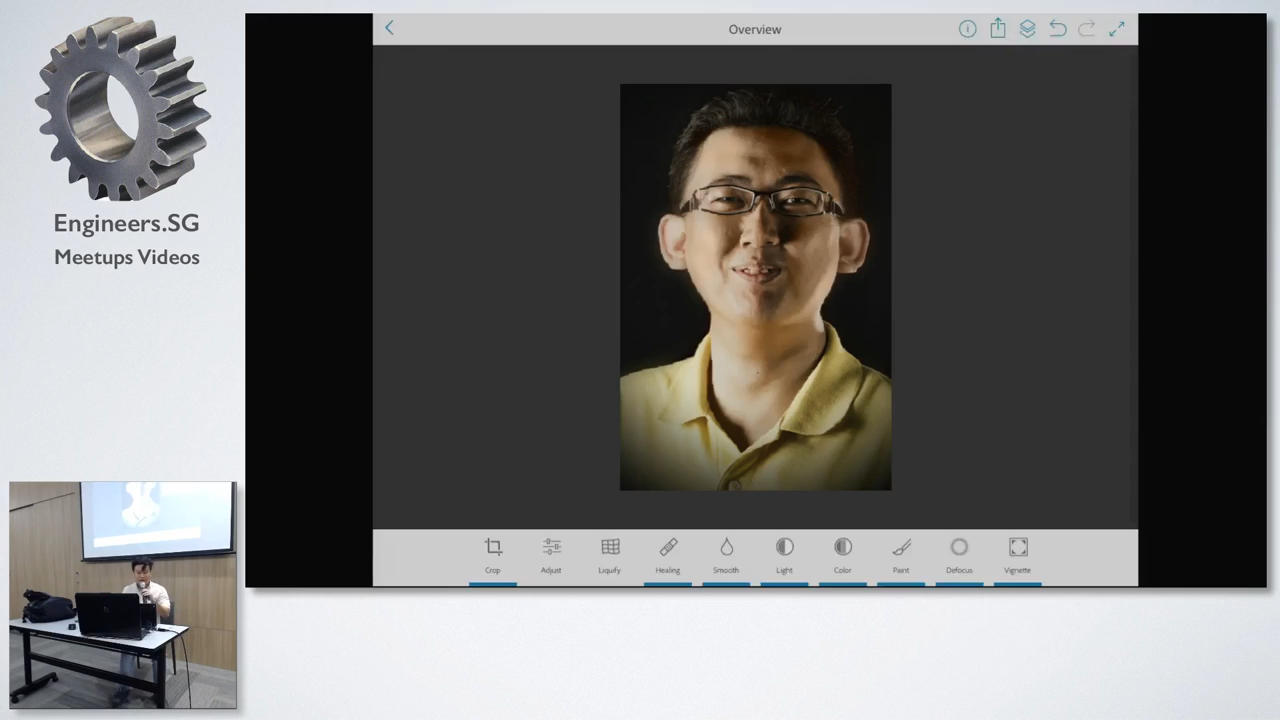 Engineers.SG
Meetups Videos
Overview
Crop
Adjust
Liquify
Healing
Smooth
Light
Color
Paint
Defocus
Vignette